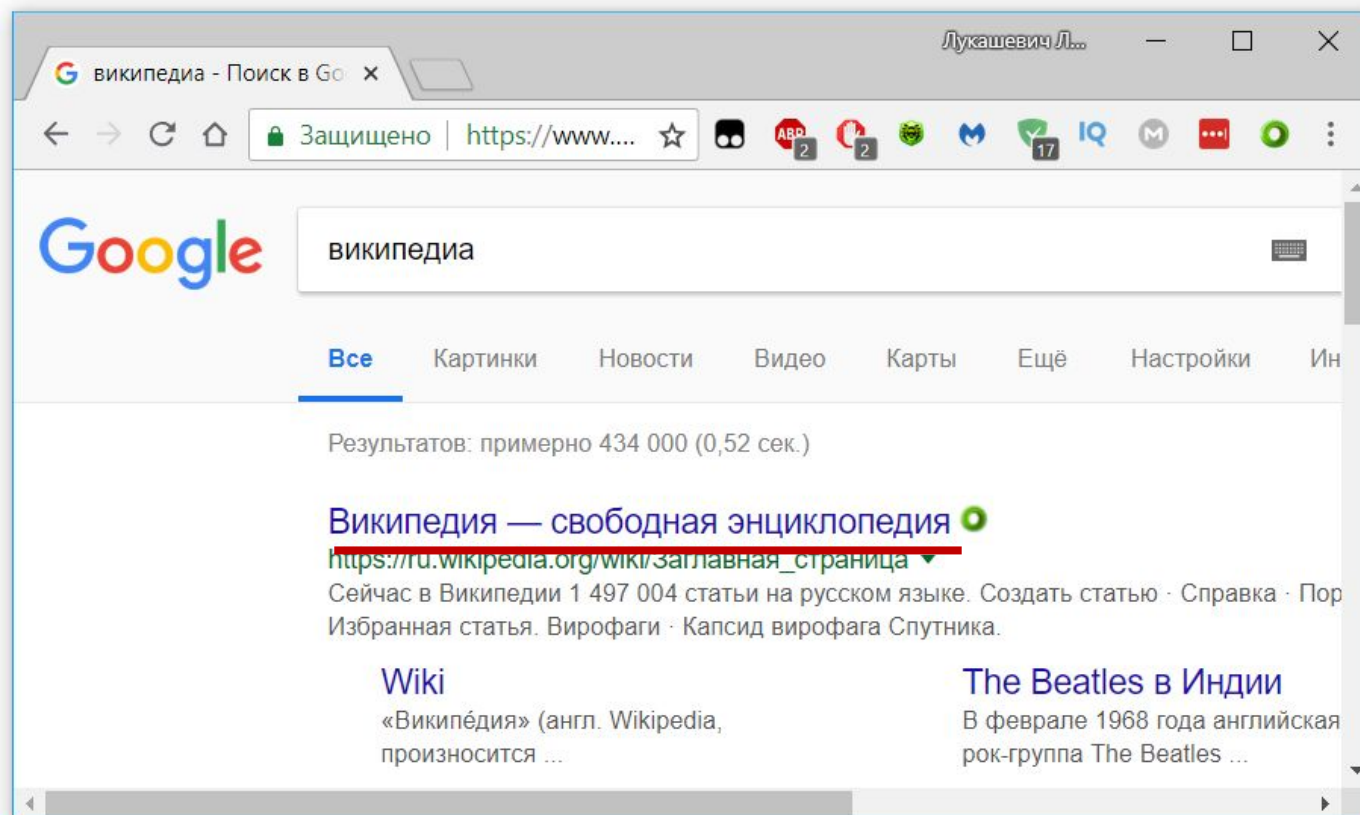 Лукашевич Л...
википедиа - Поиск в Go
Защищено https://www....
ABP 2 2 17 IQ M
Google
википедиа
Все Картинки Новости Видео Карты Ещё Настройки Ин
Результатов: примерно 434 000 (0,52 сек.)
Википедия — свободная энциклопедия
https://ru.wikipedia.org/wiki/Заглавная_страница
Сейчас в Википедии 1 497 004 статьи на русском языке. Создать статью · Справка · Пор
Избранная статья. Вирофаги · Капсид вирофага Спутника.
Wiki
«Википе́дия» (англ. Wikipedia,
произносится ...
The Beatles в Индии
В феврале 1968 года английская
рок-группа The Beatles ...